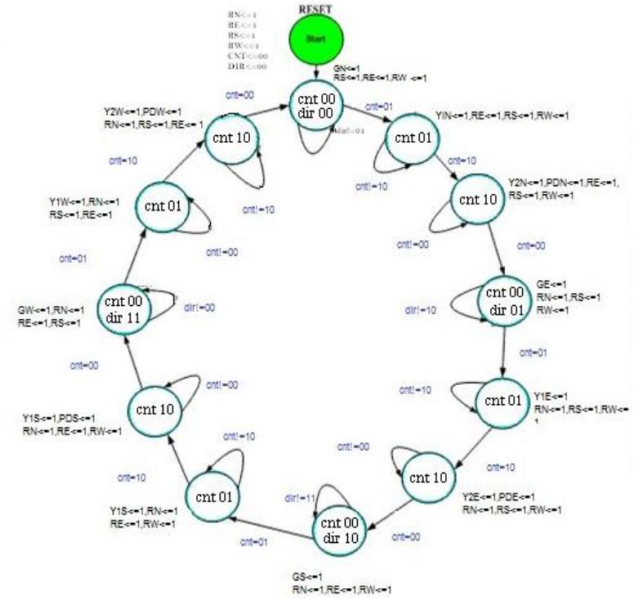 RESET
RN<=1
RE<=1
RS<=1
RW<=1
CNT<=00
DIR<=00
Start
GN<=1
RS<=1,RE<=1,RW <=1
cnt=00
cnt 00
dir 00
dir!=01
cnt=01
Y2W<=1,PDW<=1
RN<=1,RS<=1,RE<=1
cnt 10
cnt!=10
YIN<=1,RE<=1,RS<=1,RW<=1
cnt 01
cnt!=10
cnt=10
cnt=10
Y1W<=1,RN<=1
RS<=1,RE<=1
cnt 01
cnt!=00
Y2N<=1,PDN<=1,RE<=1,
RS<=1,RW<=1
cnt 10
cnt!=00
cnt=00
cnt=01
GW<=1,RN<=1
RE<=1,RS<=1
cnt 00
dir 11
dir!=00
GE<=1
RN<=1,RS<=1
RW<=1
cnt 00
dir 01
dir!=10
cnt=01
cnt=00
Y1S<=1,PDS<=1
RN<=1,RE<=1,RW<=1
cnt 10
cnt!=00
Y1E<=1
RN<=1,RS<=1,RW<=
1
cnt 01
cnt!=10
cnt=10
cnt=10
Y1S<=1,RN<=1
RE<=1,RW<=1
cnt 01
cnt!=10
Y2E<=1,PDE<=1
RN<=1,RS<=1,RW<=1
cnt 10
cnt!=00
cnt=00
cnt=01
dir!=11
cnt 00
dir 10
GS<=1
RN<=1,RE<=1,RW<=1